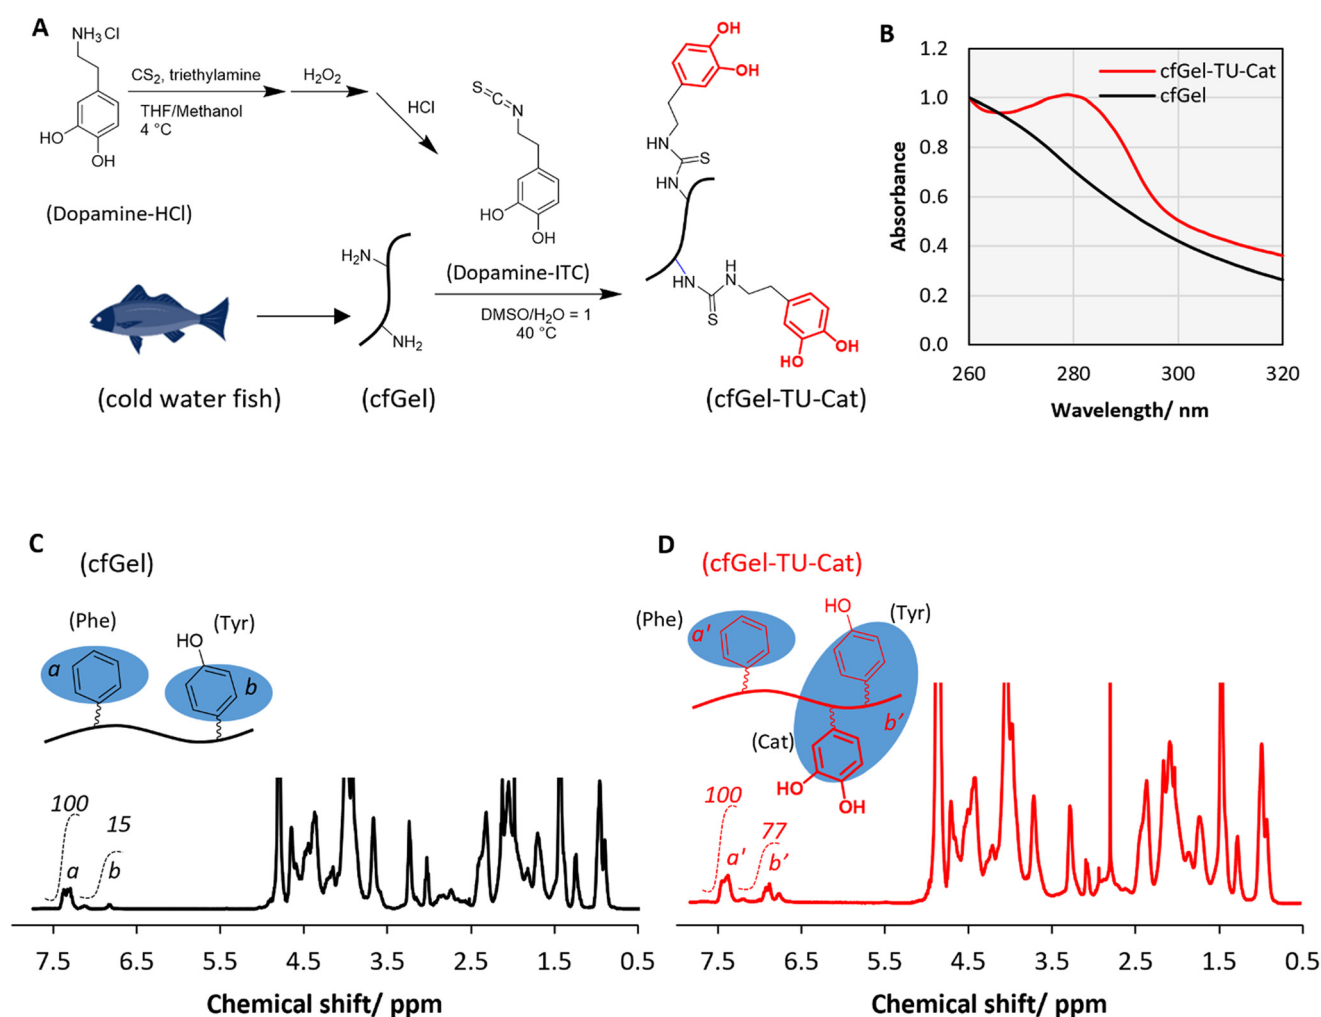 A
NH3Cl
CS2, triethylamine
THF/Methanol
4 °C
H2O2
HCl
HO
OH
(Dopamine-HCl)
S
C
N
HO
OH
(Dopamine-ITC)
DMSO/H2O = 1
40 °C
H2N
NH2
(cold water fish)
(cfGel)
OH
OH
HN
S
HN
NH
H
N
S
HO
OH
(cfGel-TU-Cat)
B
1.2
1.0
0.8
0.6
0.4
0.2
0.0
Absorbance
cfGel-TU-Cat
cfGel
260
280
300
320
Wavelength/ nm
C
(cfGel)
(Phe)
a
HO
(Tyr)
b
100
15
a
b
7.5
6.5
5.5
4.5
3.5
2.5
1.5
0.5
Chemical shift/ ppm
D
(cfGel-TU-Cat)
(Phe)
a'
HO
(Tyr)
b'
(Cat)
HO
OH
100
77
a'
b'
7.5
6.5
5.5
4.5
3.5
2.5
1.5
0.5
Chemical shift/ ppm